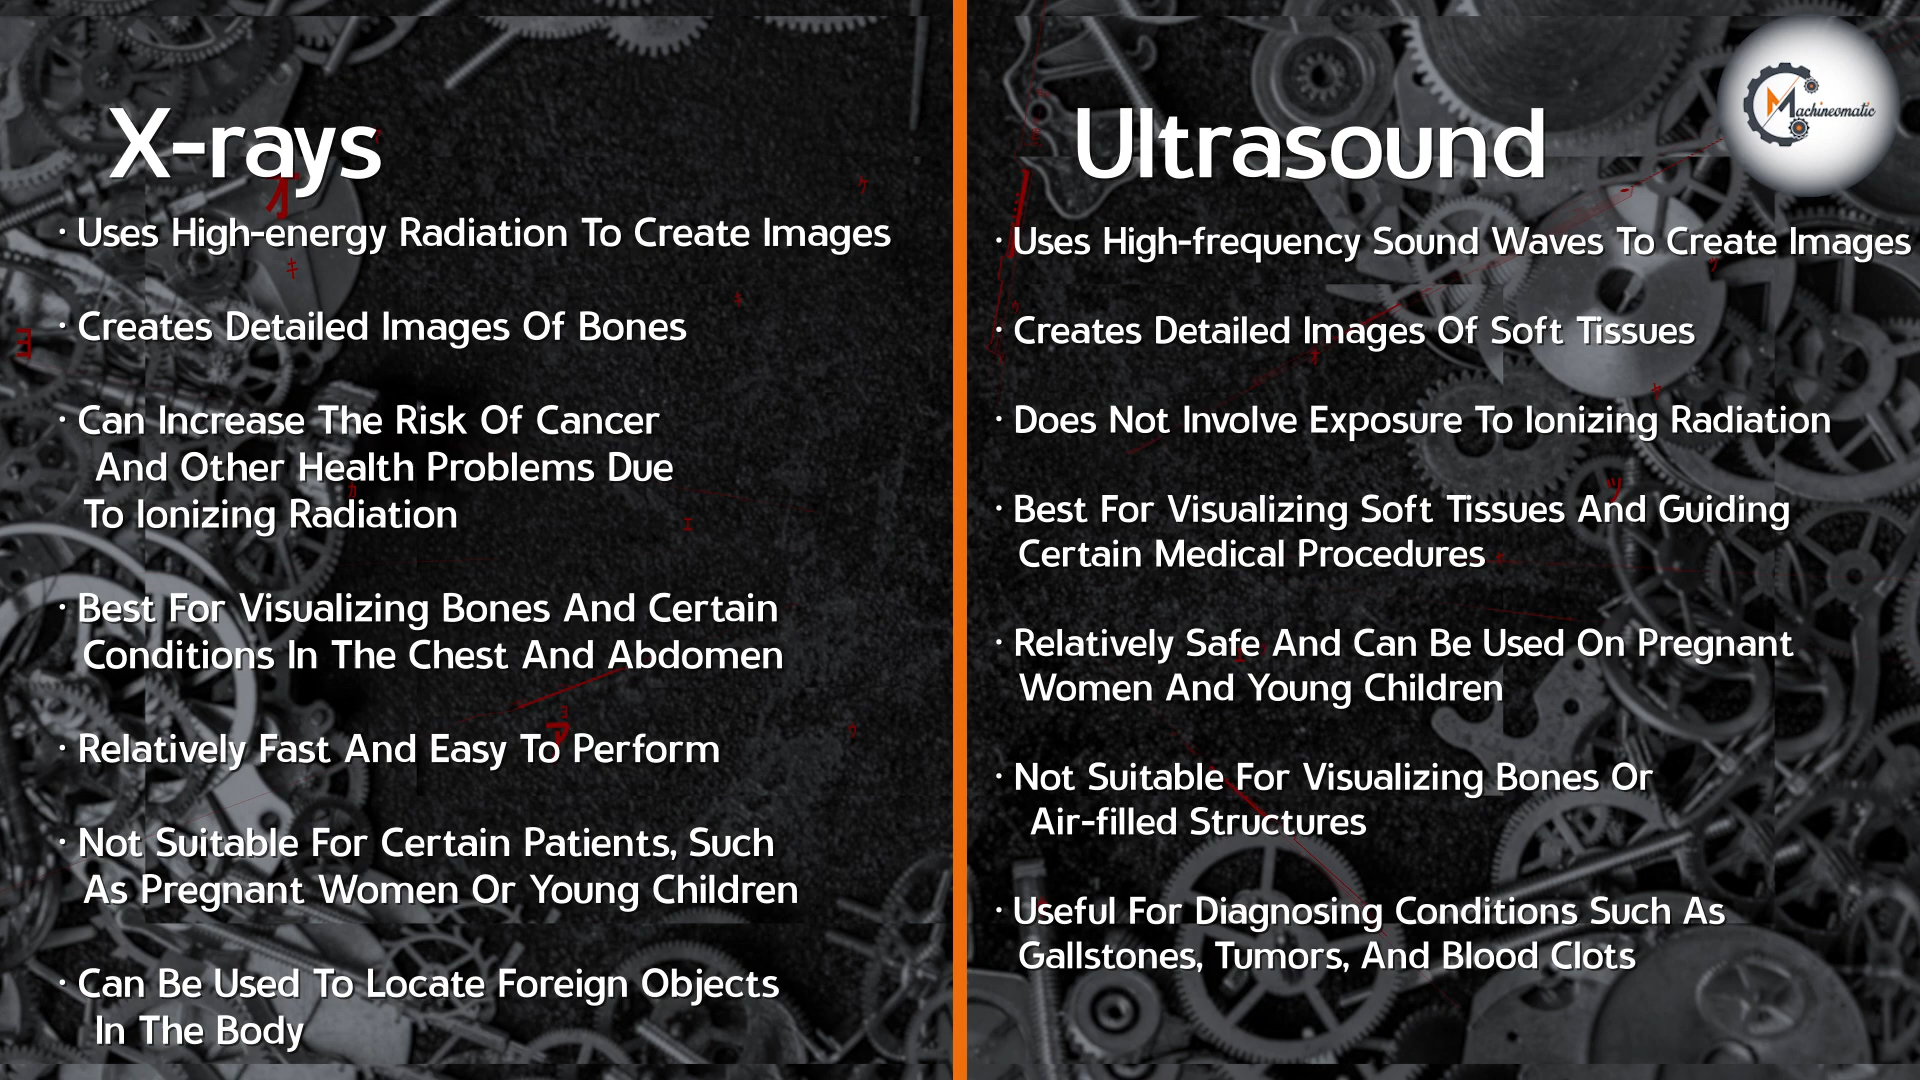 X-rays
· Uses High-energy Radiation To Create Images
· Creates Detailed Images Of Bones
· Can Increase The Risk Of Cancer
And Other Health Problems Due
To Ionizing Radiation
· Best For Visualizing Bones And Certain
Conditions In The Chest And Abdomen
· Relatively Fast And Easy To Perform
· Not Suitable For Certain Patients, Such
As Pregnant Women Or Young Children
· Can Be Used To Locate Foreign Objects
In The Body
Ultrasound
Machineomatic
· Uses High-frequency Sound Waves To Create Images
· Creates Detailed Images Of Soft Tissues
· Does Not Involve Exposure To Ionizing Radiation
· Best For Visualizing Soft Tissues And Guiding
Certain Medical Procedures
· Relatively Safe And Can Be Used On Pregnant
Women And Young Children
· Not Suitable For Visualizing Bones Or
Air-filled Structures
· Useful For Diagnosing Conditions Such As
Gallstones, Tumors, And Blood Clots